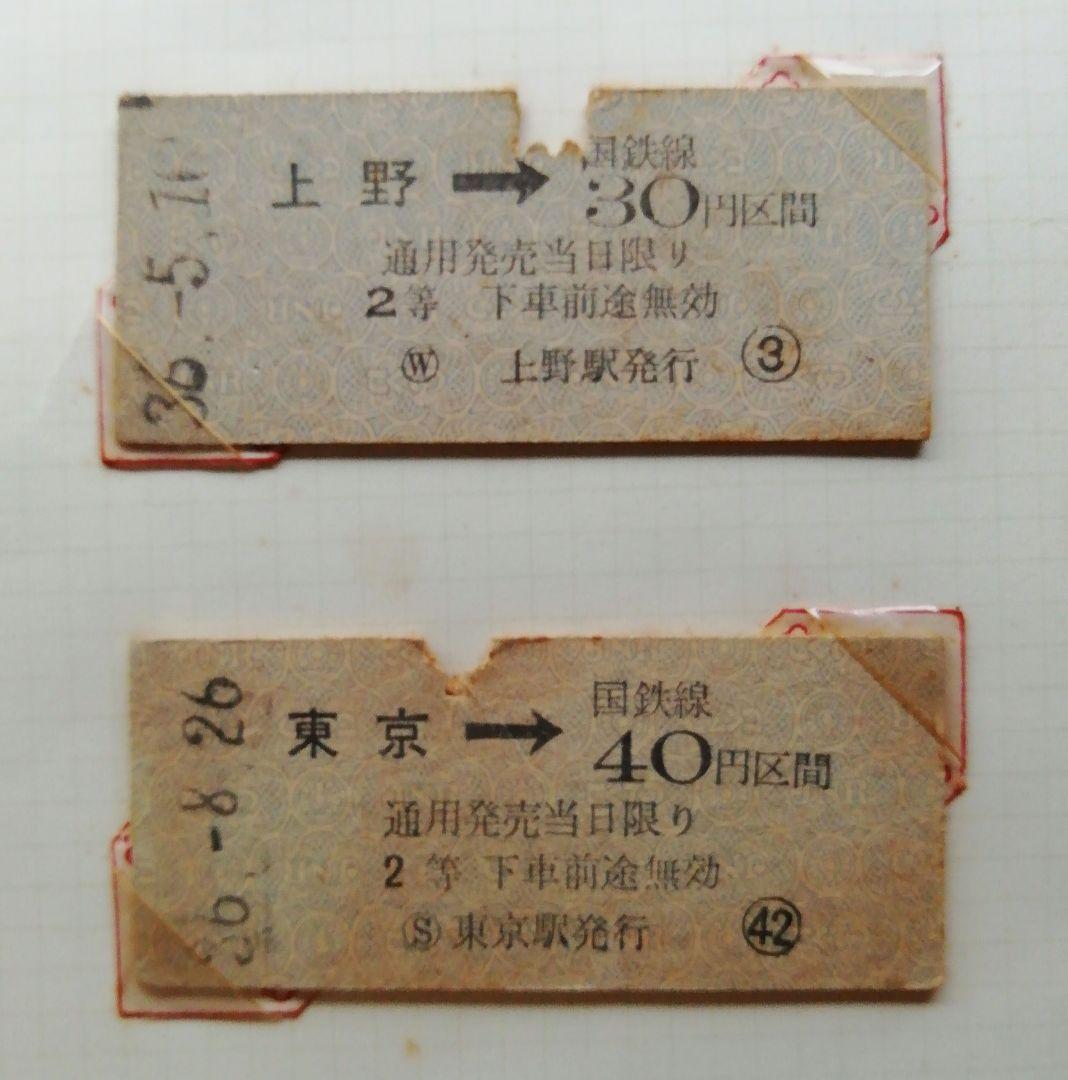 上野 → 国鉄線
30円区間
通用発売当日限り
2等 下車前途無効
Ⓦ 上野駅発行 ③
36.-5.1
東京 → 国鉄線
40円区間
通用発売当日限り
2等 下車前途無効
Ⓢ 東京駅発行 ㊷
36.-8.26